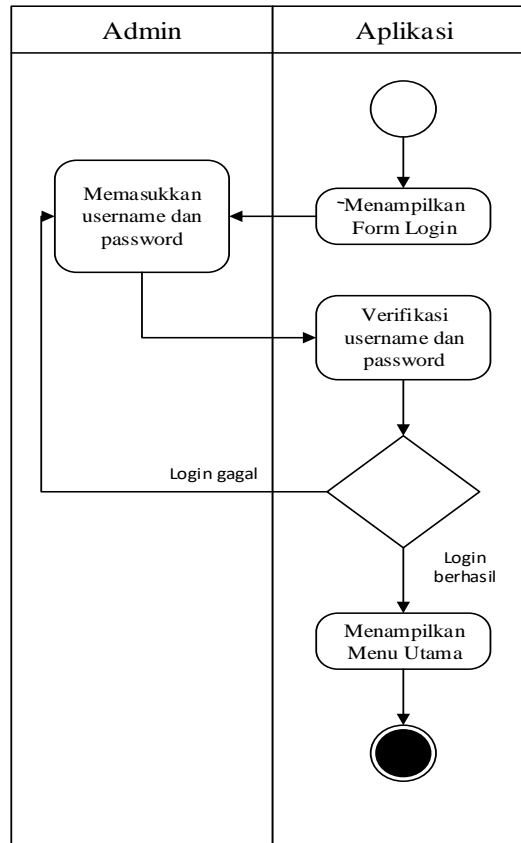 Admin
Aplikasi
Memasukkan
username dan
password
-Menampilkan
Form Login
Verifikasi
username dan
password
Login gagal
Login
berhasil
Menampilkan
Menu Utama